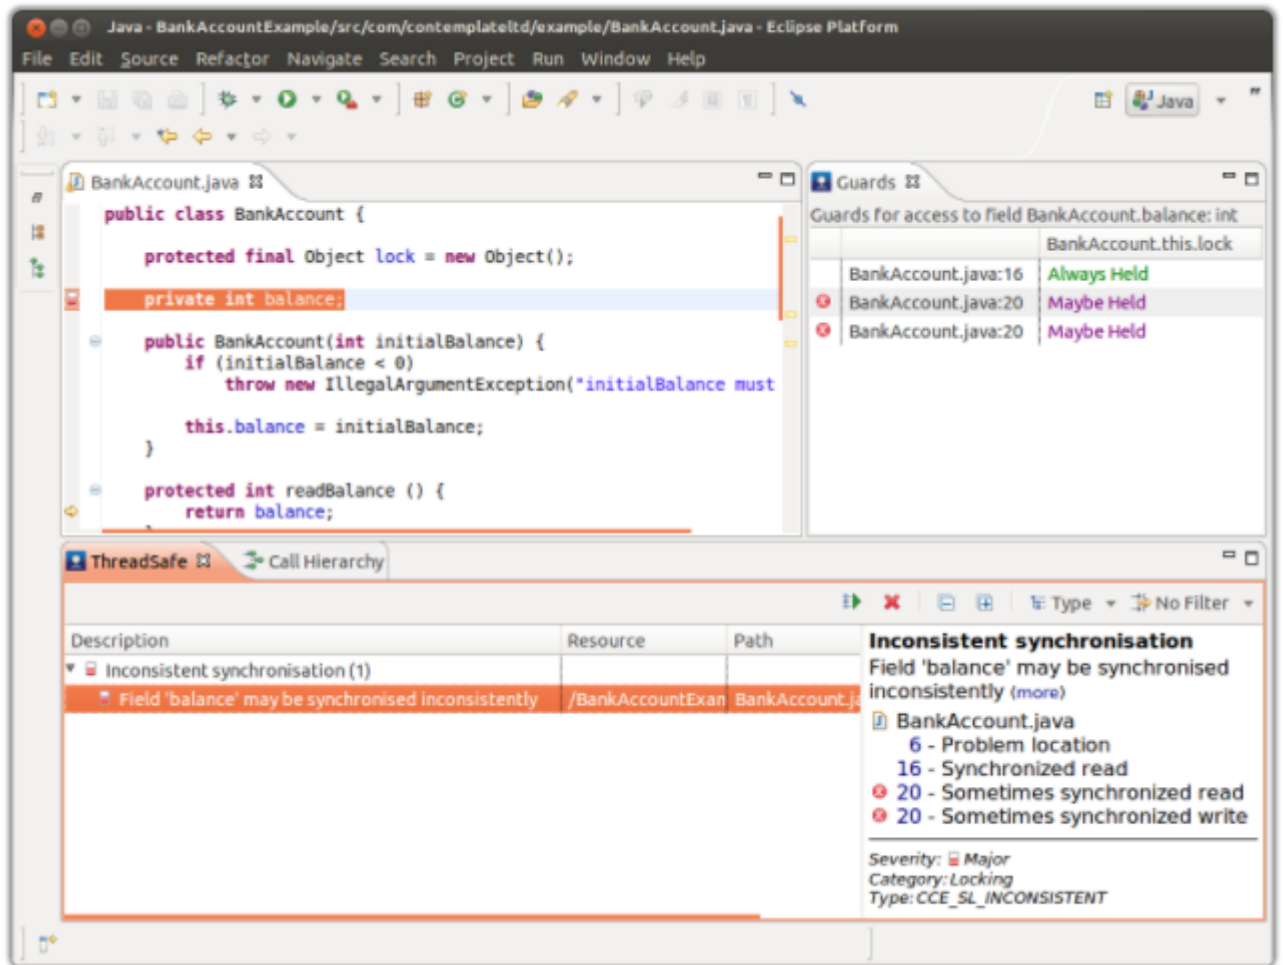 Java - BankAccountExample/src/com/contemplateltd/example/BankAccount.java - Eclipse Platform
File Edit Source Refactor Navigate Search Project Run Window Help
Java
BankAccount.java
public class BankAccount {
protected final Object lock = new Object();
private int balance;
public BankAccount(int initialBalance) {
if (initialBalance < 0)
throw new IllegalArgumentException("initialBalance must
this.balance = initialBalance;
}
protected int readBalance () {
return balance;
Guards
Guards for access to field BankAccount.balance: int
BankAccount.this.lock
BankAccount.java:16 Always Held
BankAccount.java:20 Maybe Held
BankAccount.java:20 Maybe Held
ThreadSafe Call Hierarchy
Type No Filter
Description Resource Path
Inconsistent synchronisation (1)
Field 'balance' may be synchronised inconsistently /BankAccountExan BankAccount.ja
Inconsistent synchronisation
Field 'balance' may be synchronised
inconsistently (more)
BankAccount.java
6 - Problem location
16 - Synchronized read
20 - Sometimes synchronized read
20 - Sometimes synchronized write
Severity: Major
Category: Locking
Type: CCE_SL_INCONSISTENT